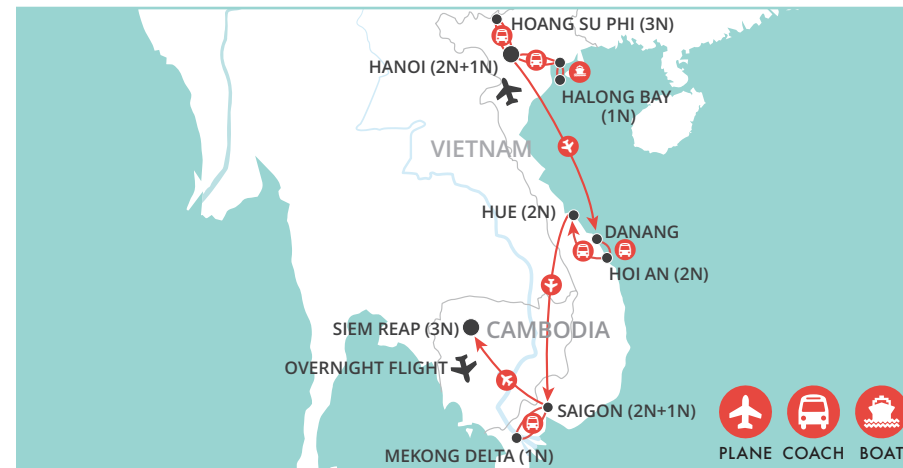 HOANG SU PHI (3N)
HANOI (2N+1N)
HALONG BAY
(1N)
VIETNAM
HUE (2N)
DANANG
HOI AN (2N)
SIEM REAP (3N)
CAMBODIA
OVERNIGHT FLIGHT
SAIGON (2N+1N)
MEKONG DELTA (1N)
PLANE COACH BOAT